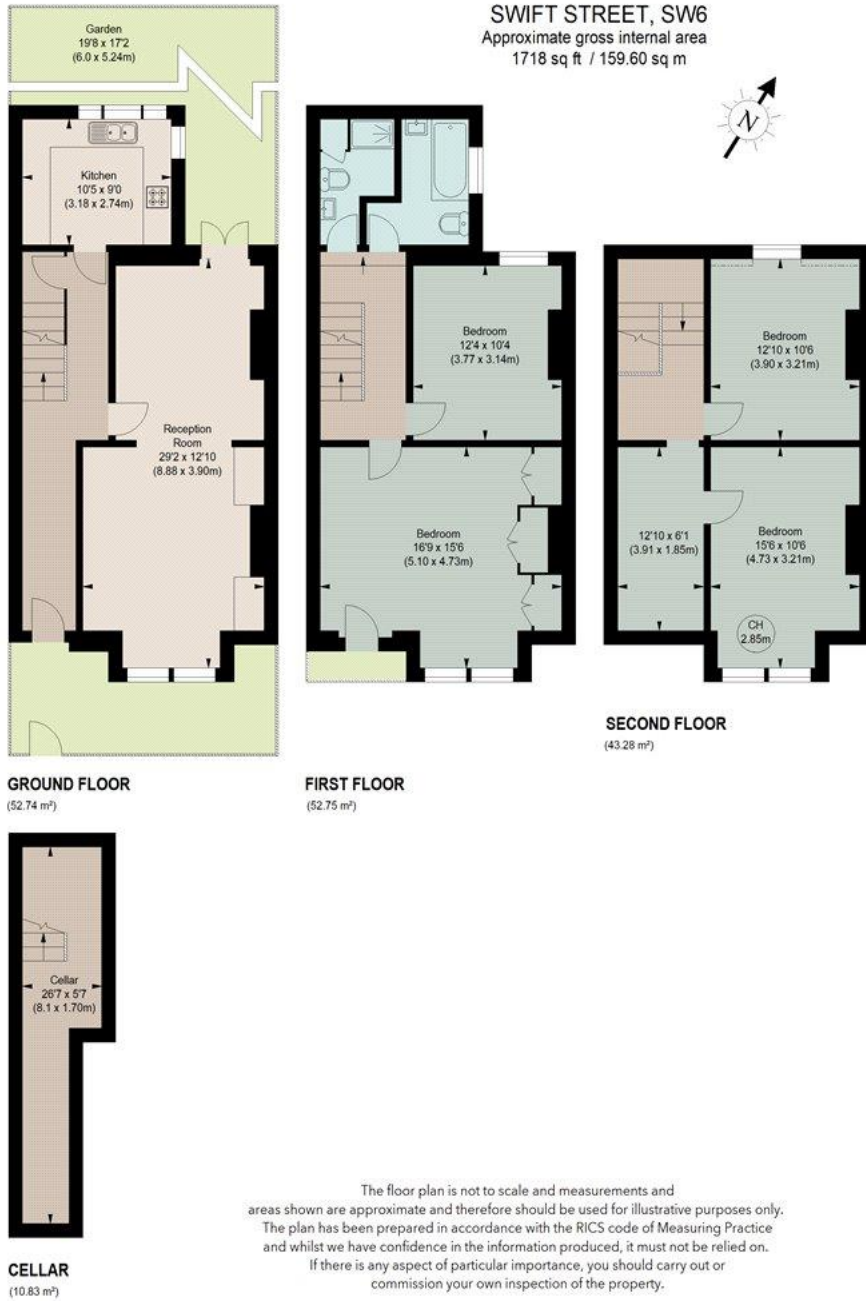 SWIFT STREET, SW6
Approximate gross internal area
1718 sq ft / 159.60 sq m
N
Garden
19'8 x 17'2
(6.0 x 5.24m)
Kitchen
10'5 x 9'0
(3.18 x 2.74m)
Reception
Room
29'2 x 12'10
(8.88 x 3.90m)
GROUND FLOOR
(52.74 m²)
Bedroom
12'4 x 10'4
(3.77 x 3.14m)
Bedroom
16'9 x 15'6
(5.10 x 4.73m)
FIRST FLOOR
(52.75 m²)
Bedroom
12'10 x 10'6
(3.90 x 3.21m)
12'10 x 6'1
(3.91 x 1.85m)
Bedroom
15'6 x 10'6
(4.73 x 3.21m)
CH
2.85m
SECOND FLOOR
(43.28 m²)
Cellar
26'7 x 5'7
(8.1 x 1.70m)
CELLAR
(10.83 m²)
The floor plan is not to scale and measurements and
areas shown are approximate and therefore should be used for illustrative purposes only.
The plan has been prepared in accordance with the RICS code of Measuring Practice
and whilst we have confidence in the information produced, it must not be relied on.
If there is any aspect of particular importance, you should carry out or
commission your own inspection of the property.